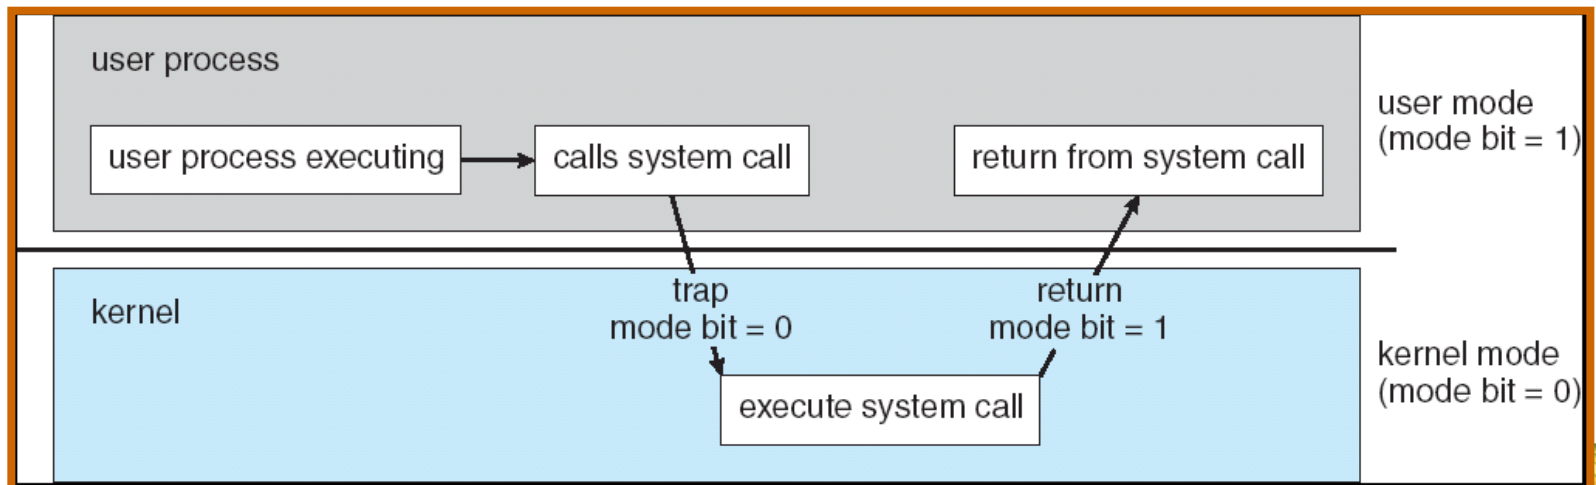 user process
user process executing
calls system call
return from system call
user mode
(mode bit = 1)
kernel
trap
mode bit = 0
return
mode bit = 1
execute system call
kernel mode
(mode bit = 0)